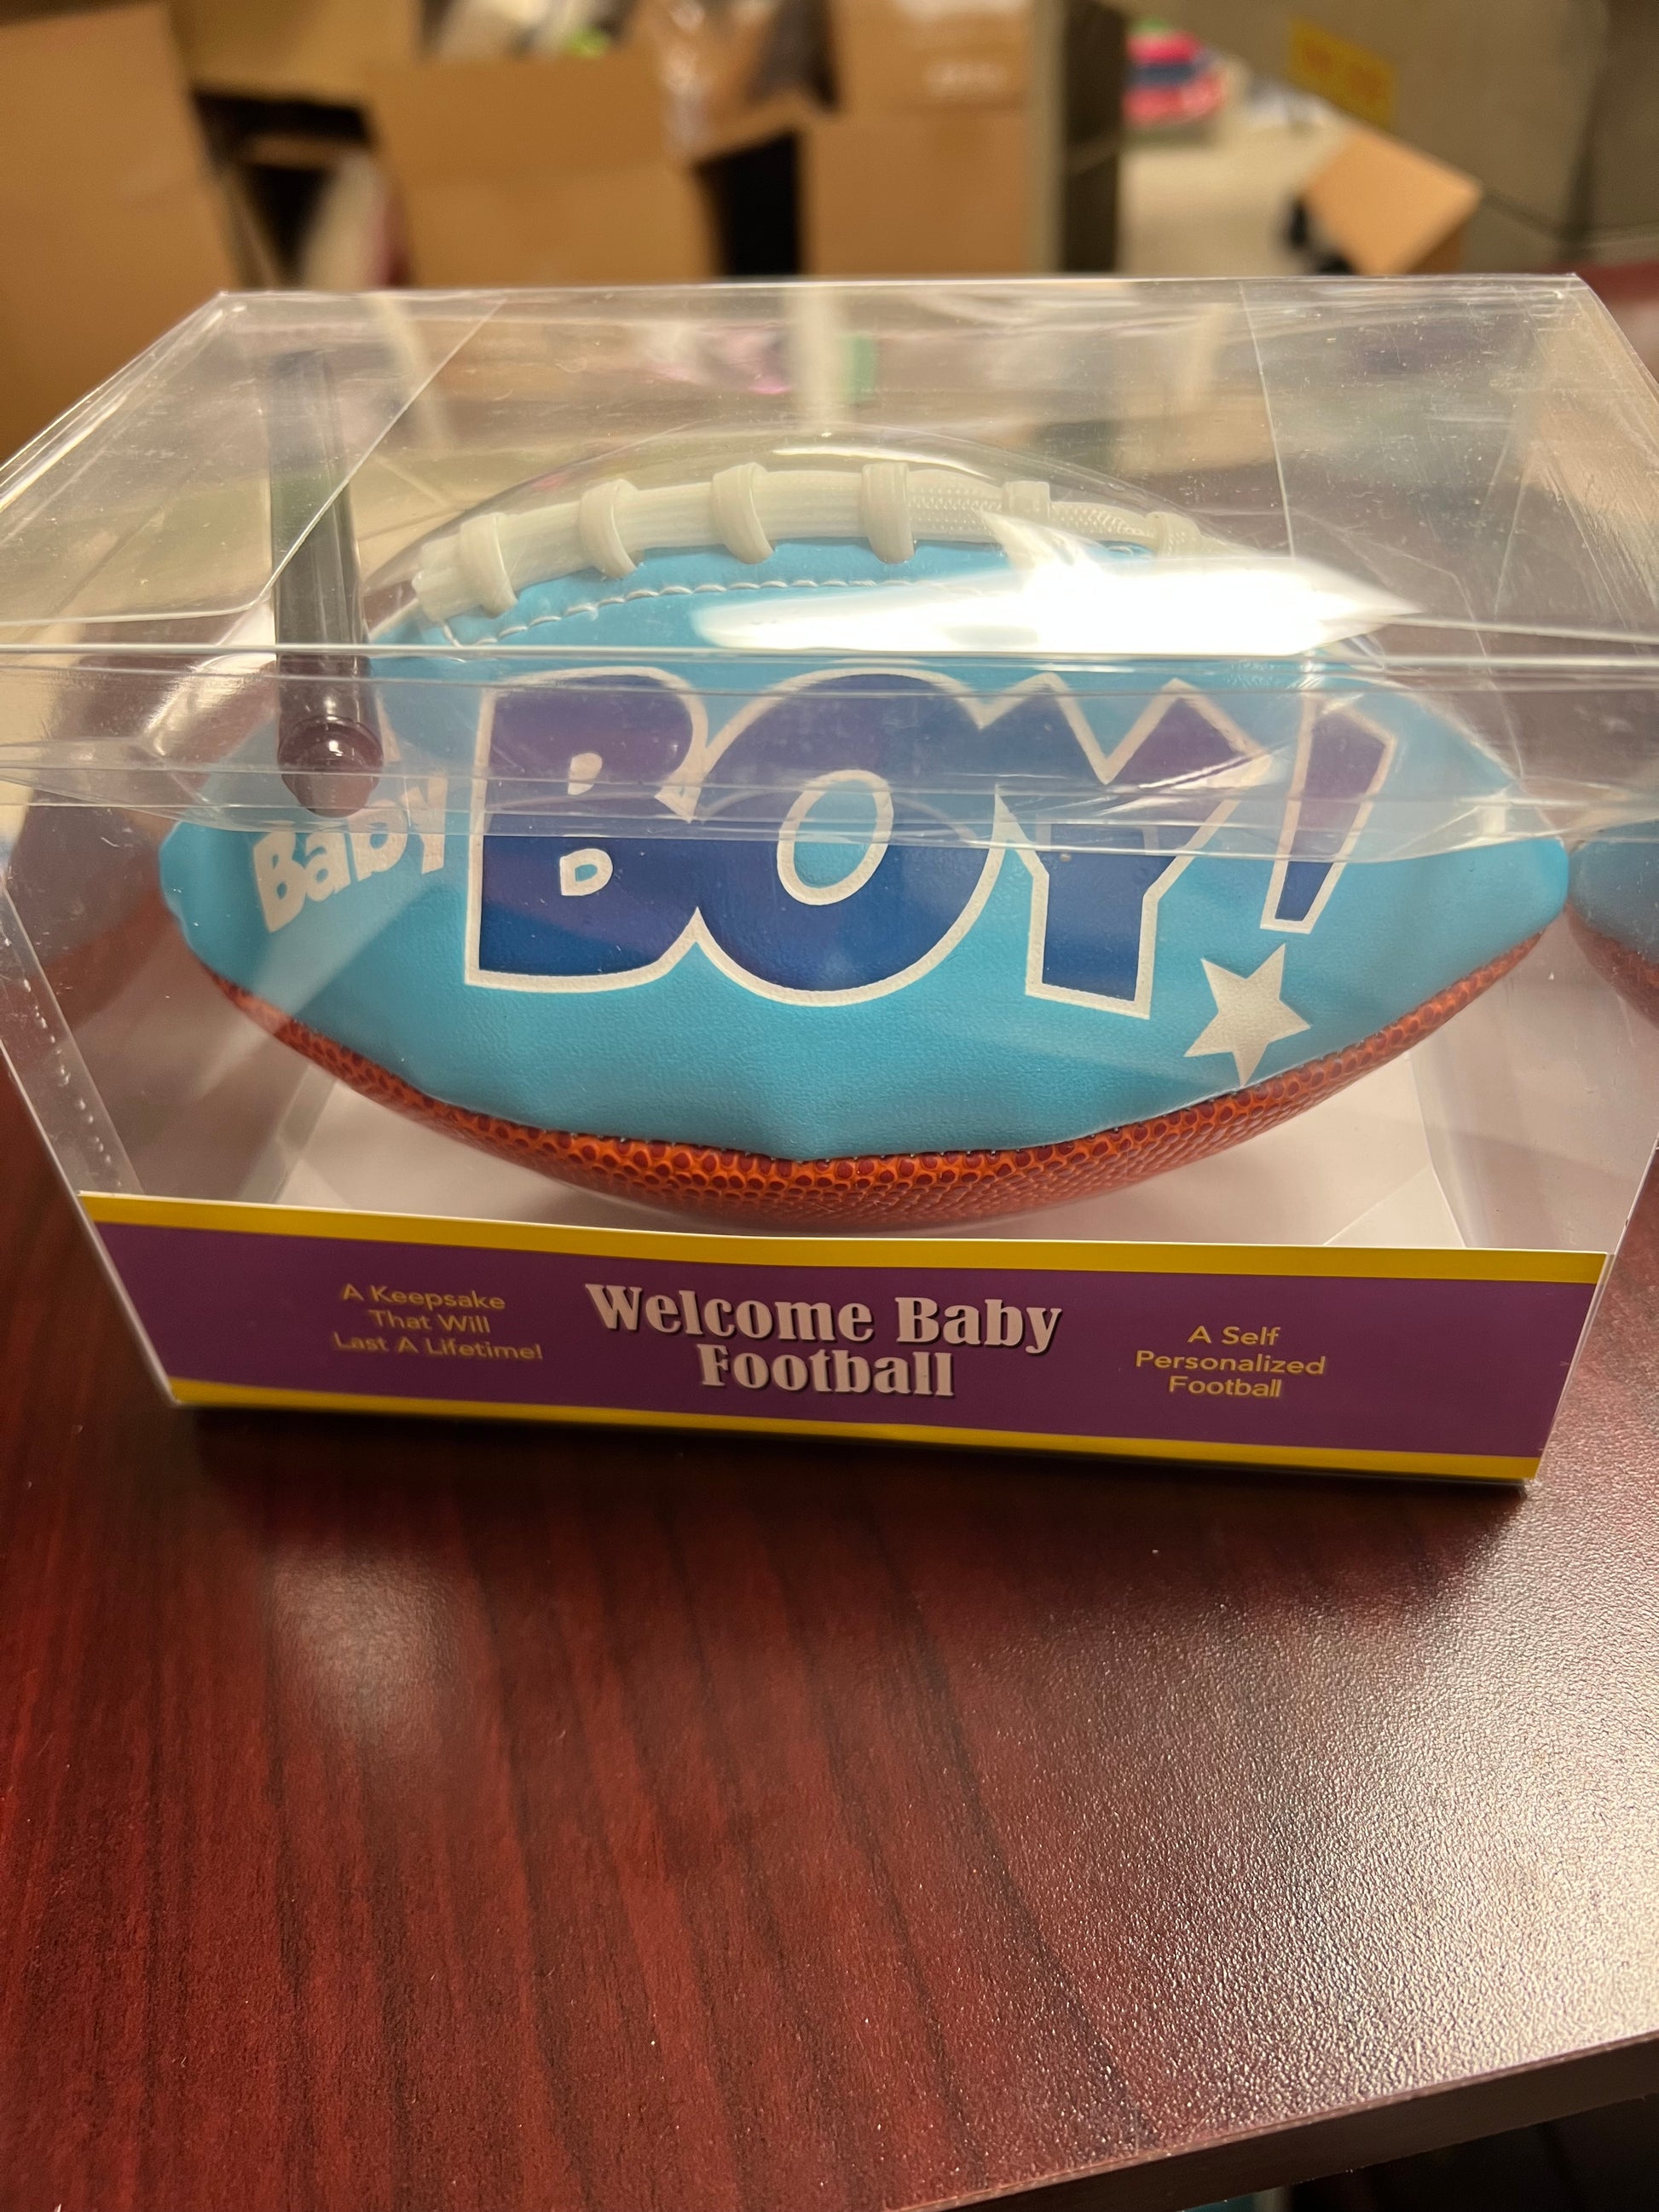 Baby
BOY!
A Keepsake
That Will
Last A Lifetime!
Welcome Baby
Football
A Self
Personalized
Football